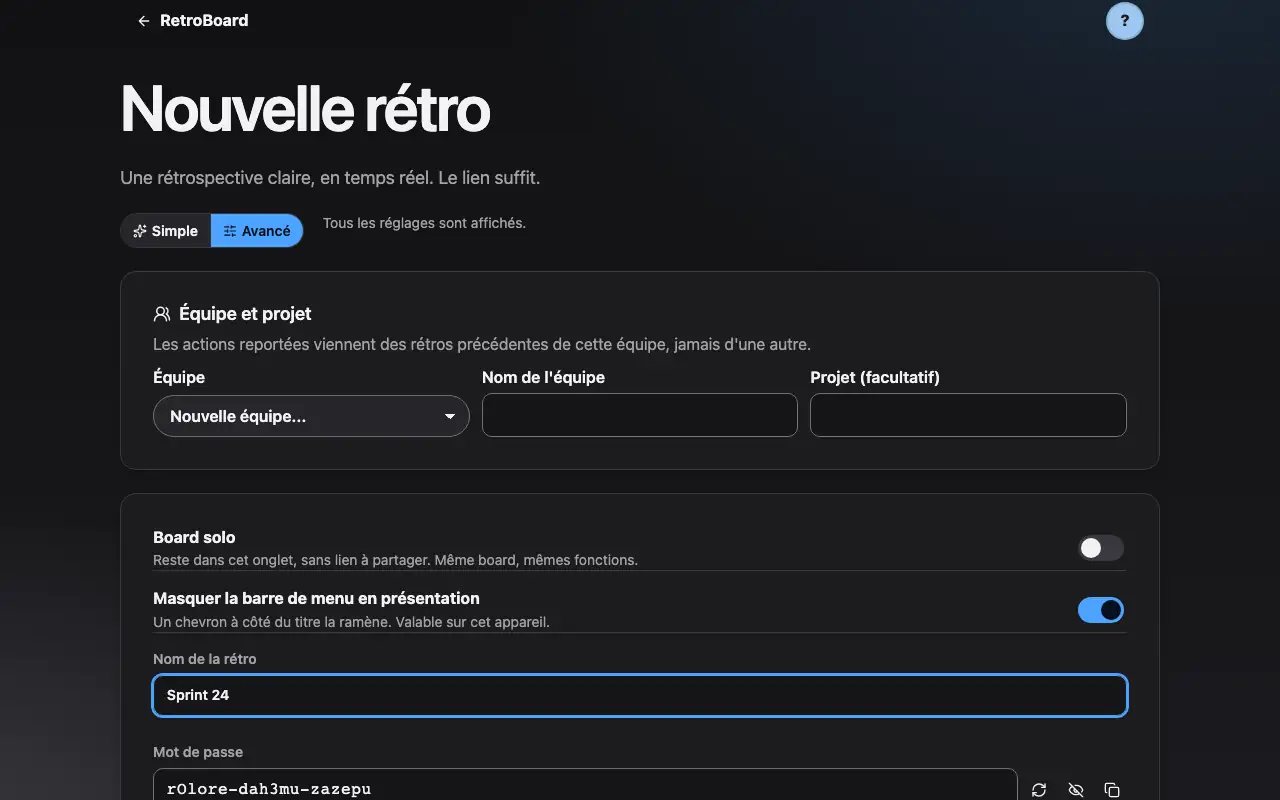 RetroBoard
?
Nouvelle rétro
Une rétrospective claire, en temps réel. Le lien suffit.
Simple
Avancé
Tous les réglages sont affichés.
Équipe et projet
Les actions reportées viennent des rétros précédentes de cette équipe, jamais d'une autre.
Équipe
Nom de l'équipe
Projet (facultatif)
Nouvelle équipe...
Board solo
Reste dans cet onglet, sans lien à partager. Même board, mêmes fonctions.
Masquer la barre de menu en présentation
Un chevron à côté du titre la ramène. Valable sur cet appareil.
Nom de la rétro
Sprint 24
Mot de passe
rOlore-dah3mu-zazepu